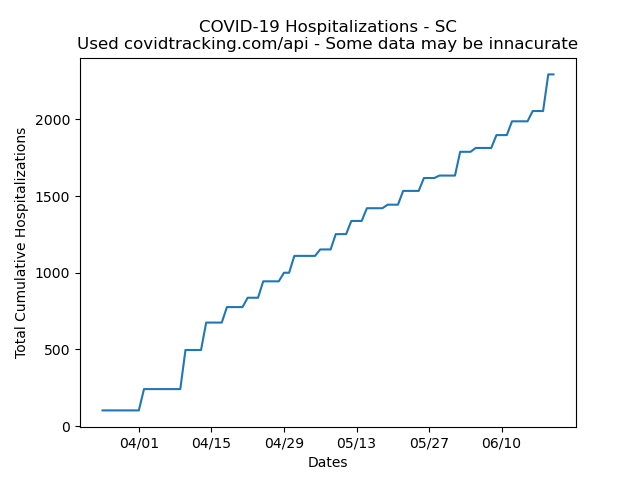 COVID-19 Hospitalizations - SC
Used covidtracking.com/api - Some data may be innacurate
Total Cumulative Hospitalizations
2000
1500
1000
500
0
04/01 04/15 04/29 05/13 05/27 06/10
Dates